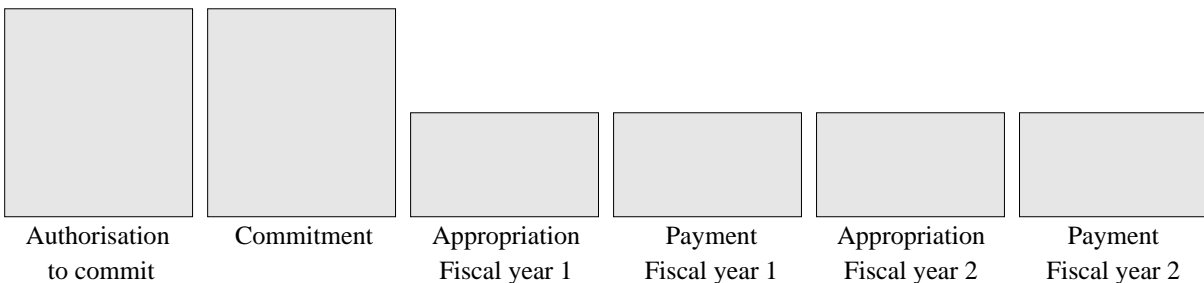 Authorisation
to commit
Commitment
Appropriation
Fiscal year 1
Payment
Fiscal year 1
Appropriation
Fiscal year 2
Payment
Fiscal year 2